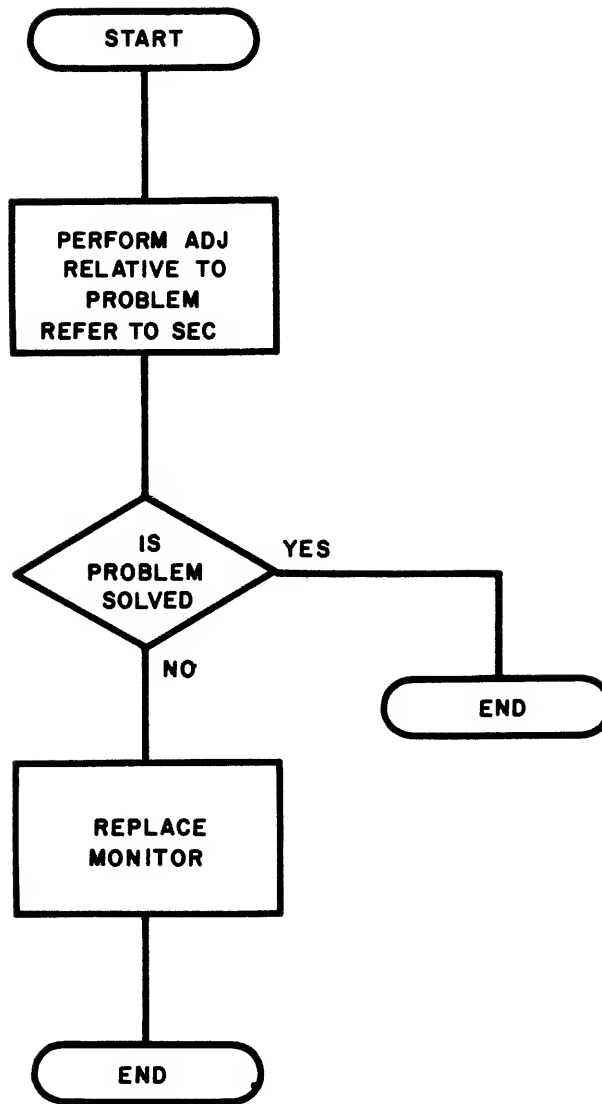 START
PERFORM ADJ
RELATIVE TO
PROBLEM
REFER TO SEC
IS
PROBLEM
SOLVED
YES
NO
END
REPLACE
MONITOR
END